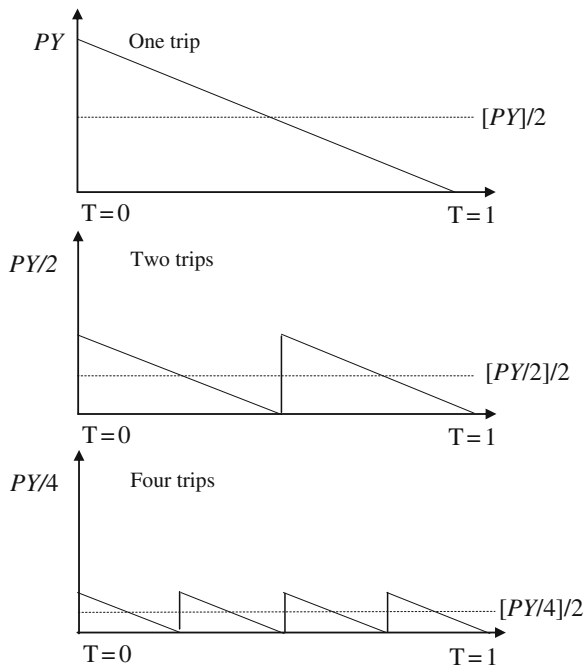 PY
One trip
[PY]/2
T=0
T=1
PY/2
Two trips
[PY/2]/2
T=0
T=1
PY/4
Four trips
[PY/4]/2
T=0
T=1